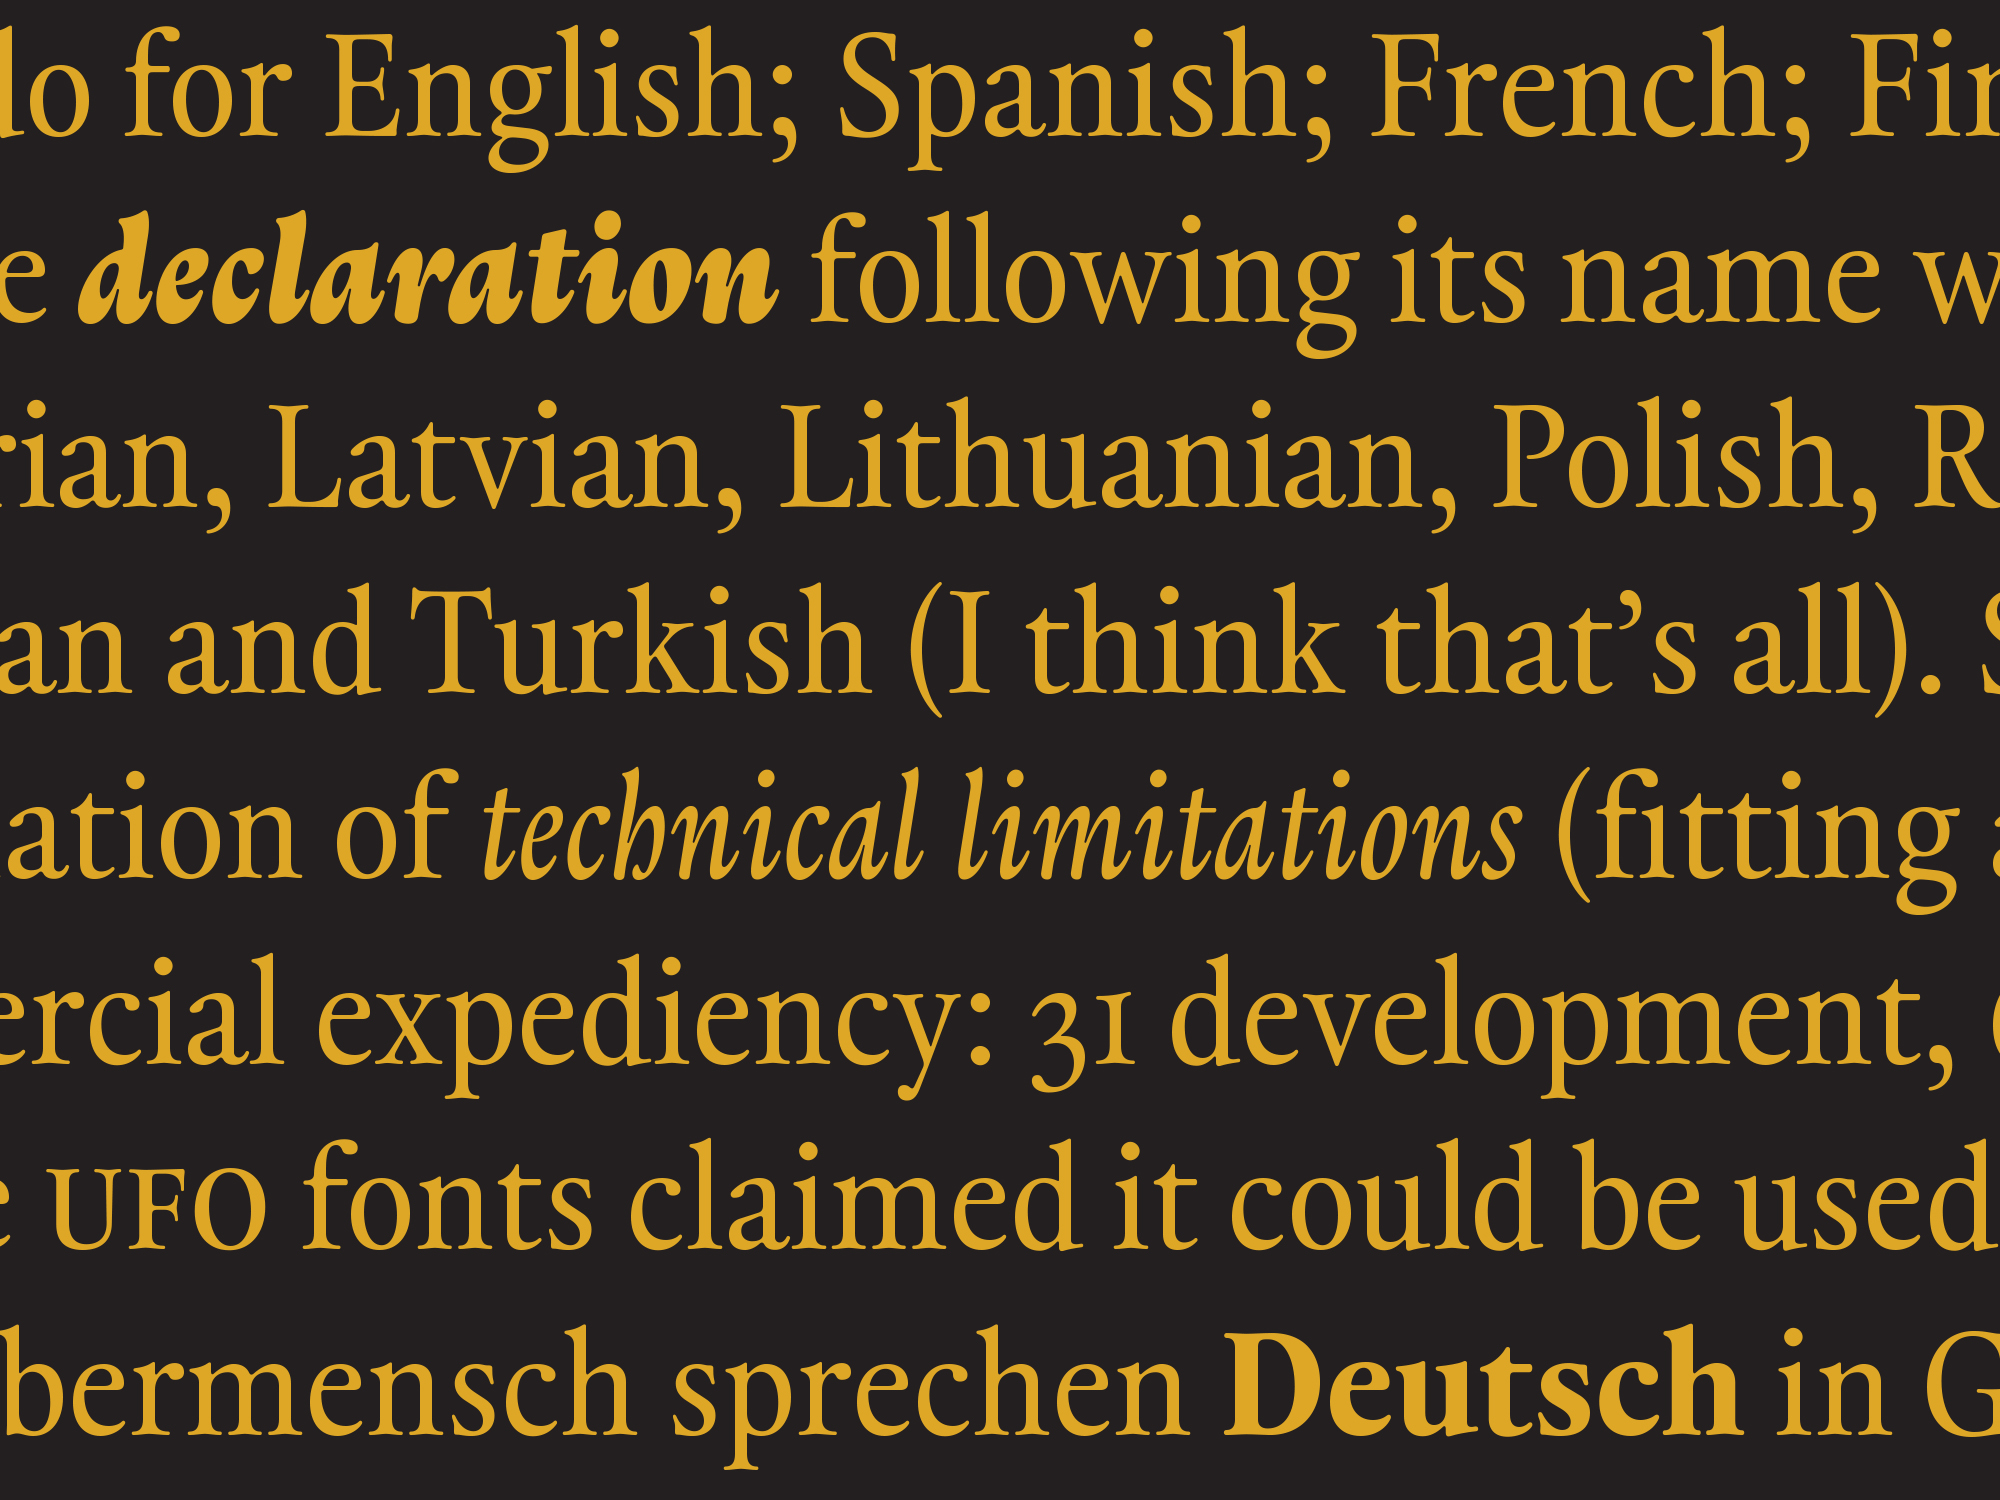 lo for English; Spanish; French; Fin
e declaration following its name w
rian, Latvian, Lithuanian, Polish, R
an and Turkish (I think that’s all). S
ation of technical limitations (fitting a
ercial expediency: 31 development, 
e UFO fonts claimed it could be used
bermensch sprechen Deutsch in G